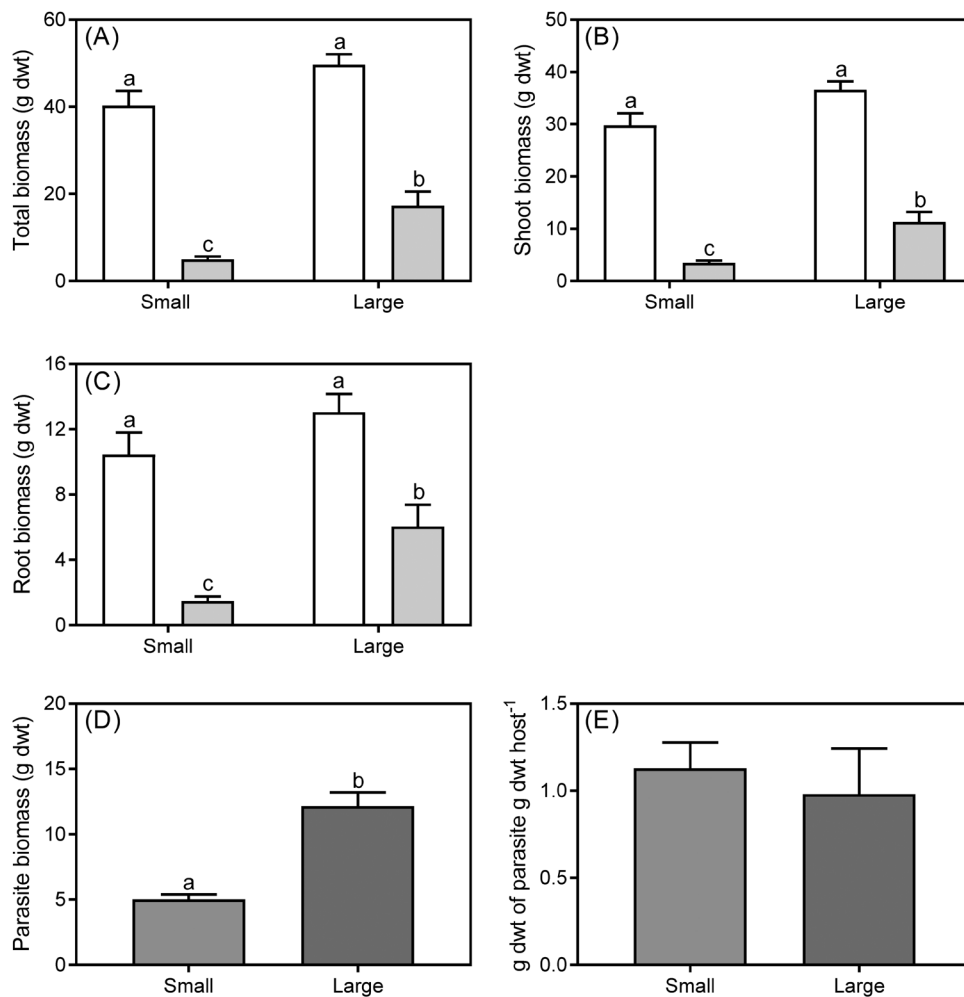 (A)
Total biomass (g dwt)
60
40
20
0
a
c
a
b
Small
Large
(B)
Shoot biomass (g dwt)
50
40
30
20
10
0
a
c
a
b
Small
Large
(C)
Root biomass (g dwt)
16
12
8
4
0
a
c
a
b
Small
Large
(D)
Parasite biomass (g dwt)
20
15
10
5
0
a
b
Small
Large
(E)
g dwt of parasite g dwt host⁻¹
1.5
1.0
0.5
0.0
Small
Large